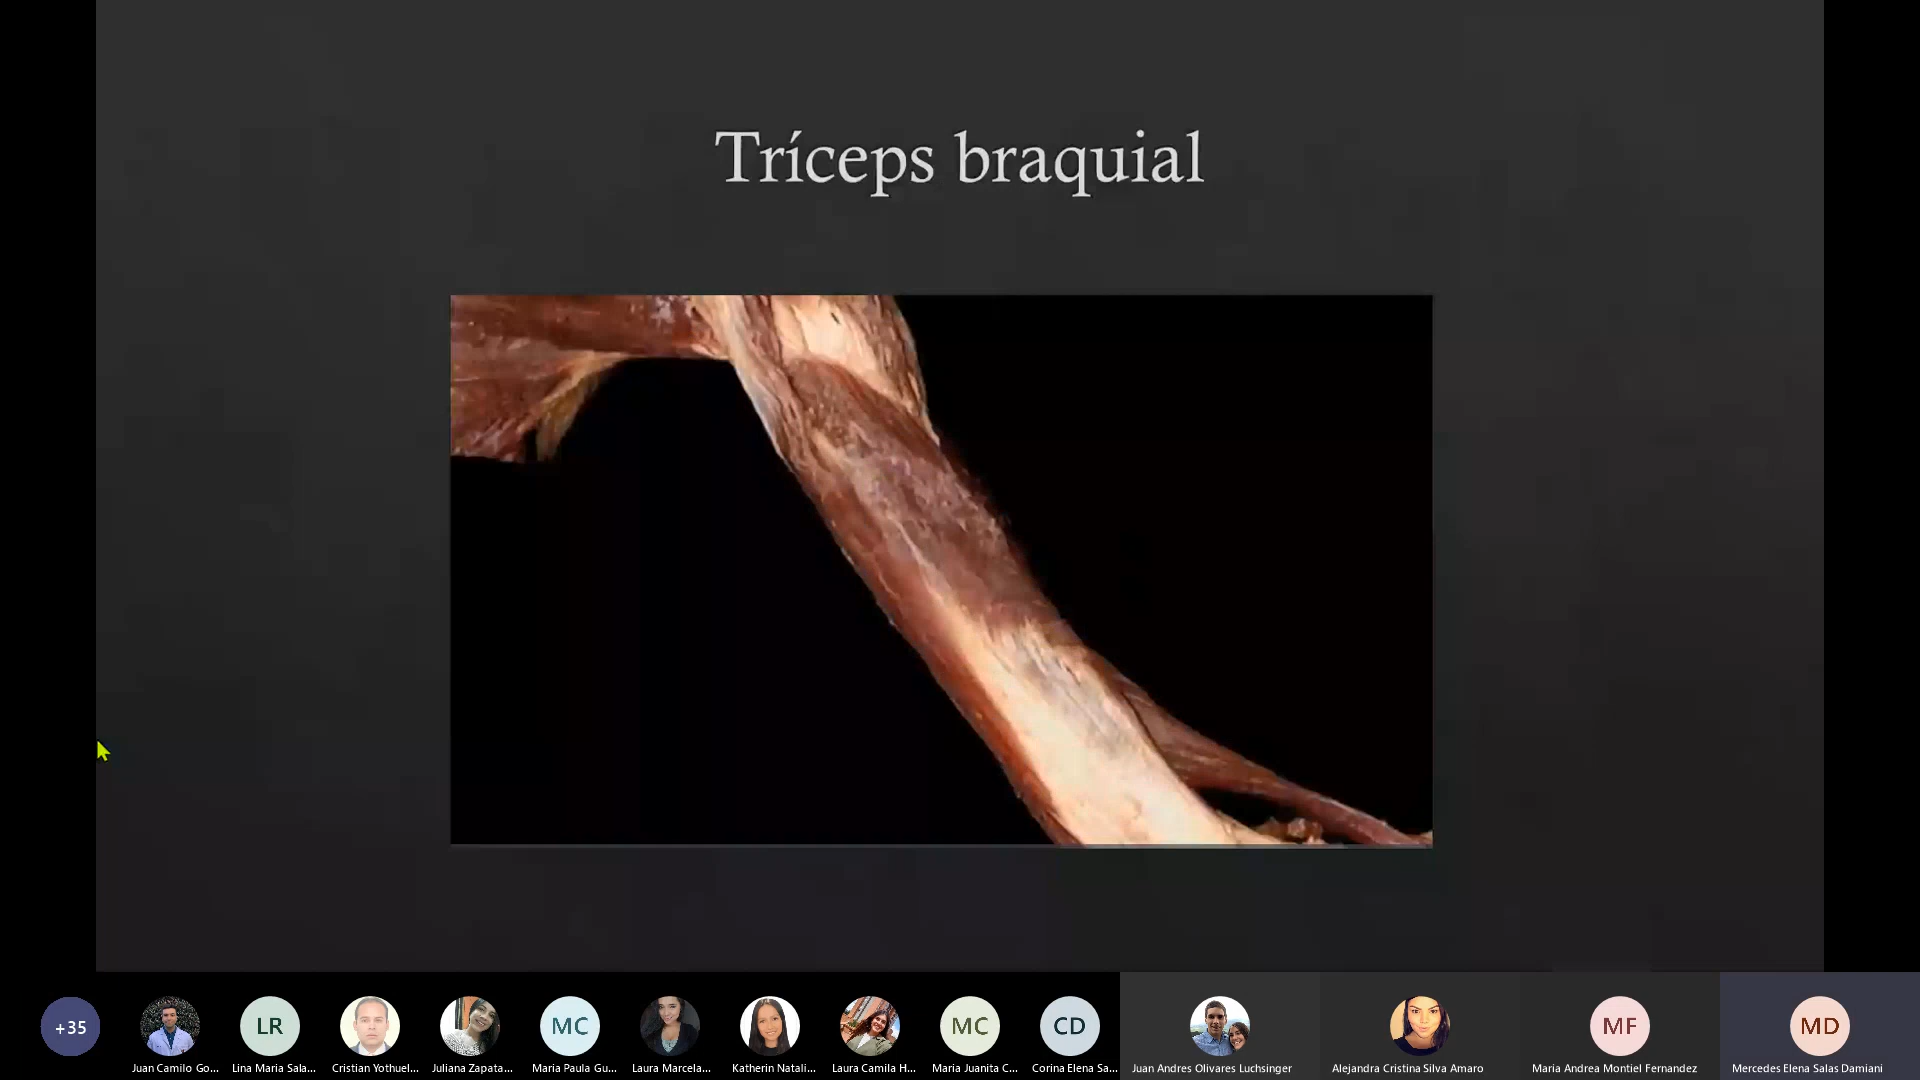 Tríceps braquial
+35
LR
MC
MC
CD
MF
MD
Juan Camilo Go...
Lina Maria Sala...
Cristian Yothuel...
Juliana Zapata...
Maria Paula Gu...
Laura Marcela...
Katherin Natali...
Laura Camila H...
Maria Juanita C...
Corina Elena Sa...
Juan Andres Olivares Luchsinger
Alejandra Cristina Silva Amaro
Maria Andrea Montiel Fernandez
Mercedes Elena Salas Damiani